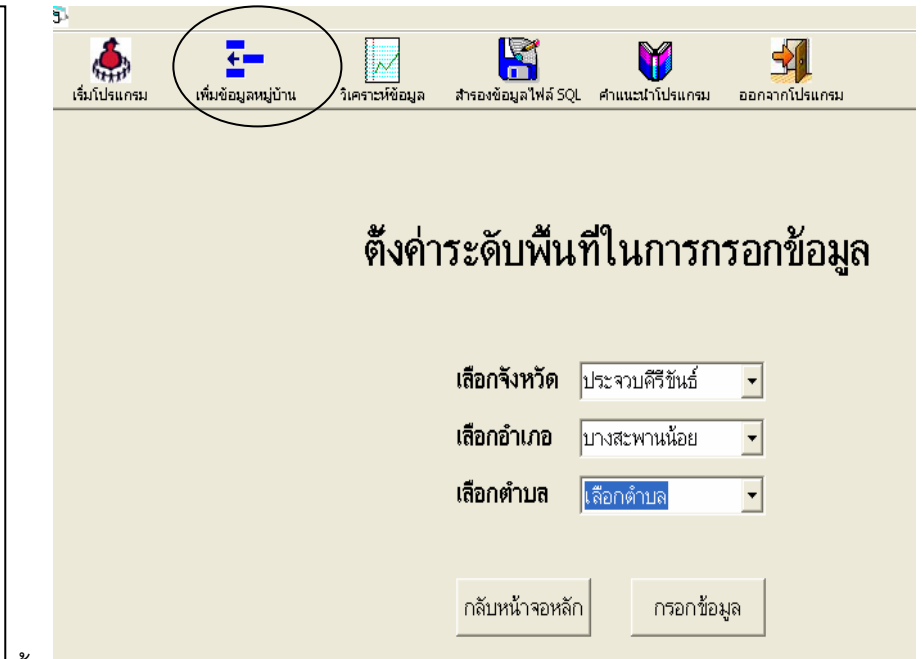 เริ่มโปรแกรม เพิ่มข้อมูลหมู่บ้าน วิเคราะห์ข้อมูล สำรองข้อมูลไฟล์ SQL คำแนะนำโปรแกรม ออกจากโปรแกรม
ตั้งค่าระดับพื้นที่ในการกรอกข้อมูล
เลือกจังหวัด ประจวบคีรีขันธ์
เลือกอำเภอ บางสะพานน้อย
เลือกตำบล เลือกตำบล
กลับหน้าจอหลัก กรอกข้อมูล